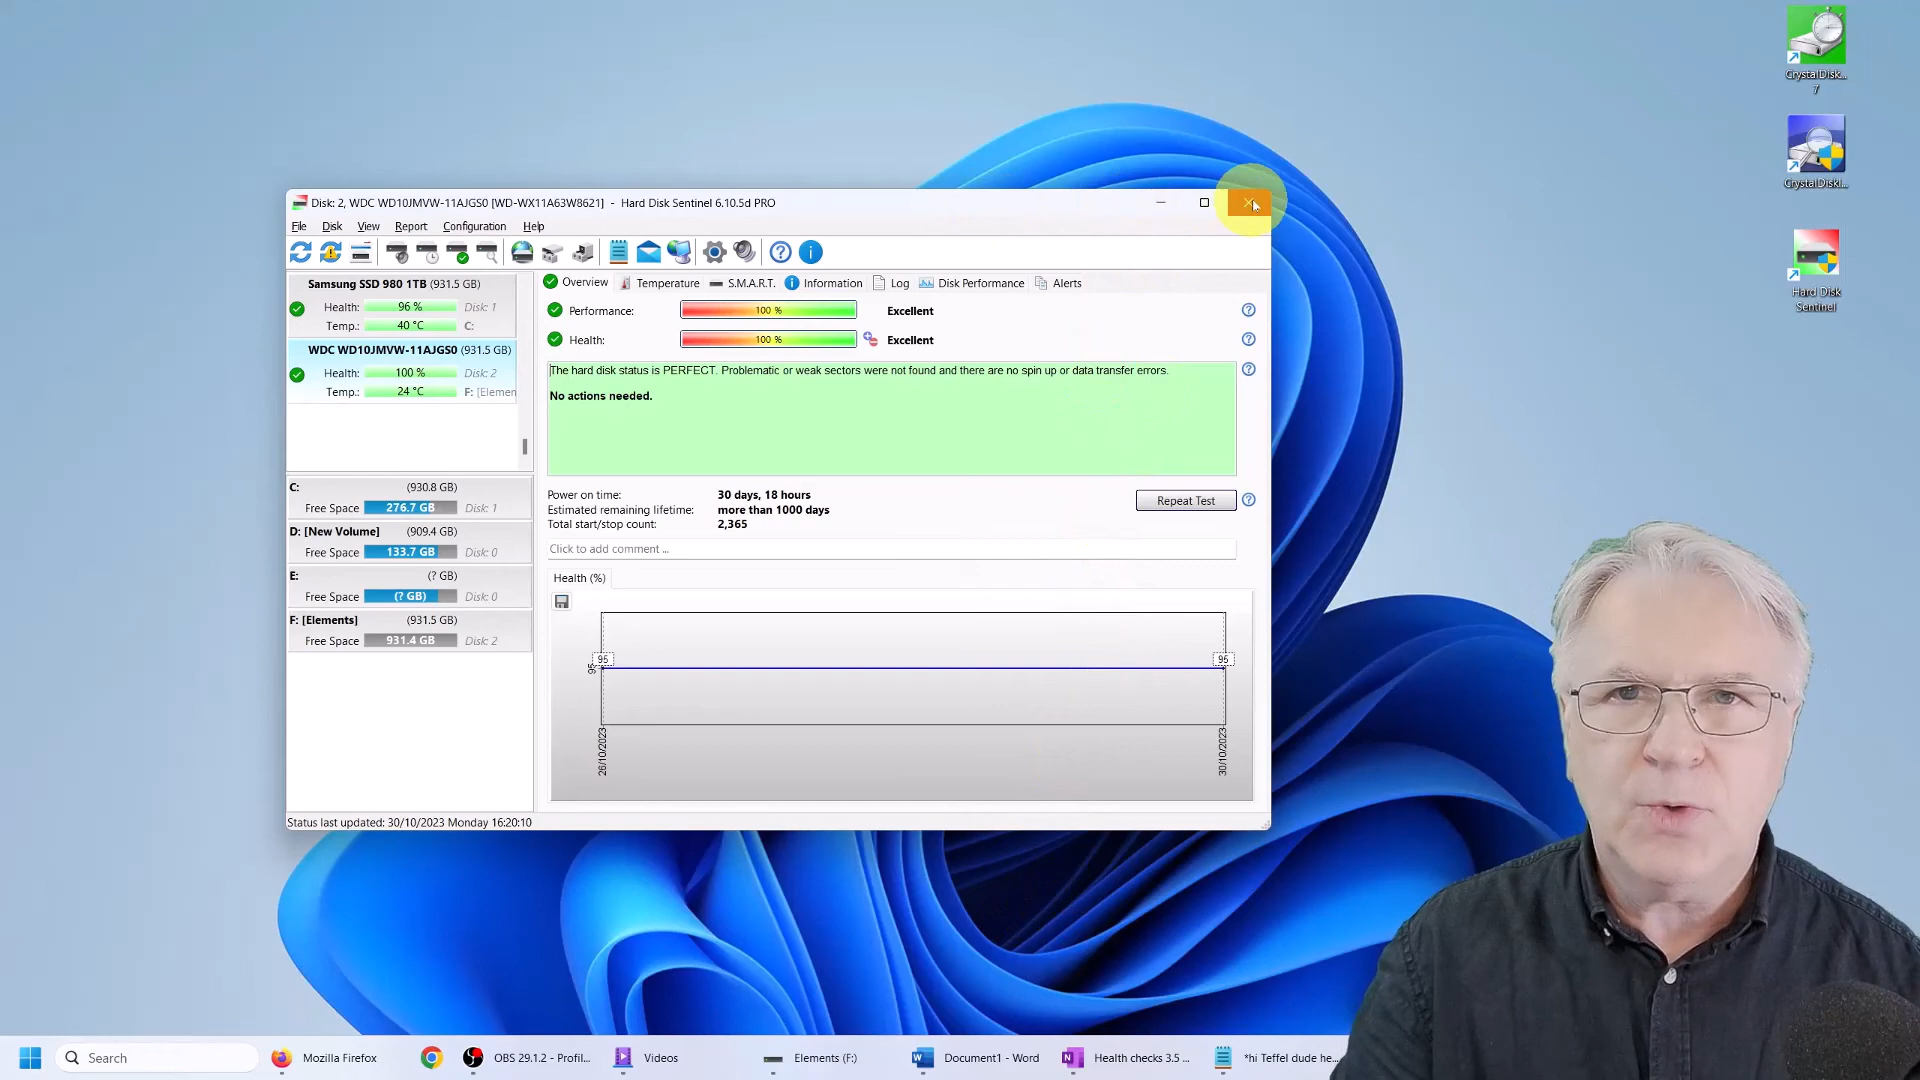 CrystalDisk...
7
CrystalDiskI...
Hard Disk
Sentinel
Disk: 2, WDC WD10JMVW-11AJGS0 [WD-WX11A63W8621] - Hard Disk Sentinel 6.10.5d PRO
File Disk View Report Configuration Help
Samsung SSD 980 1TB (931.5 GB)
Health: 96 % Disk: 1
Temp.: 40 °C C:
WDC WD10JMVW-11AJGS0 (931.5 GB)
Health: 100 % Disk: 2
Temp.: 24 °C F: [Elemen
C: (930.8 GB)
Free Space 276.7 GB Disk: 1
D: [New Volume] (909.4 GB)
Free Space 133.7 GB Disk: 0
E: (? GB)
Free Space (? GB) Disk: 0
F: [Elements] (931.5 GB)
Free Space 931.4 GB Disk: 2
Overview Temperature S.M.A.R.T. Information Log Disk Performance Alerts
Performance: 100 % Excellent
Health: 100 % Excellent
The hard disk status is PERFECT. Problematic or weak sectors were not found and there are no spin up or data transfer errors.
No actions needed.
Power on time: 30 days, 18 hours
Estimated remaining lifetime: more than 1000 days
Total start/stop count: 2,365
Repeat Test
Click to add comment ...
Health (%)
95
95 95
26/10/2023 30/10/2023
Status last updated: 30/10/2023 Monday 16:20:10
Search Mozilla Firefox OBS 29.1.2 - Profil... Videos Elements (F:) Document1 - Word Health checks 3.5 ... *hi Teffel dude he...